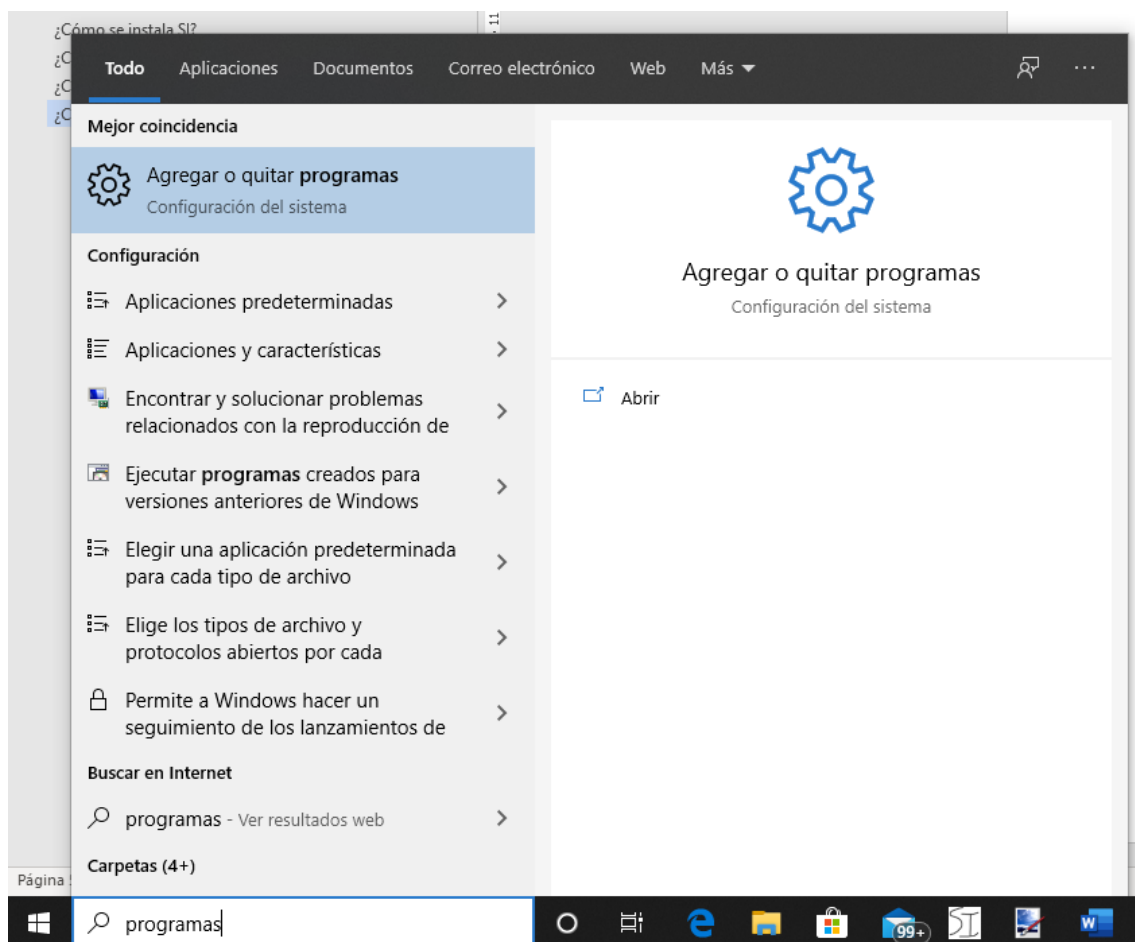 ¿Cómo se instala SI?
11
¿C
¿C
¿C
Todo Aplicaciones Documentos Correo electrónico Web Más
Mejor coincidencia
Agregar o quitar programas
Configuración del sistema
Configuración
Aplicaciones predeterminadas
Aplicaciones y características
Encontrar y solucionar problemas
relacionados con la reproducción de
Ejecutar programas creados para
versiones anteriores de Windows
Elegir una aplicación predeterminada
para cada tipo de archivo
Elige los tipos de archivo y
protocolos abiertos por cada
Permite a Windows hacer un
seguimiento de los lanzamientos de
Buscar en Internet
programas - Ver resultados web
Carpetas (4+)
Agregar o quitar programas
Configuración del sistema
Abrir
Página
programas
99+
SI
W